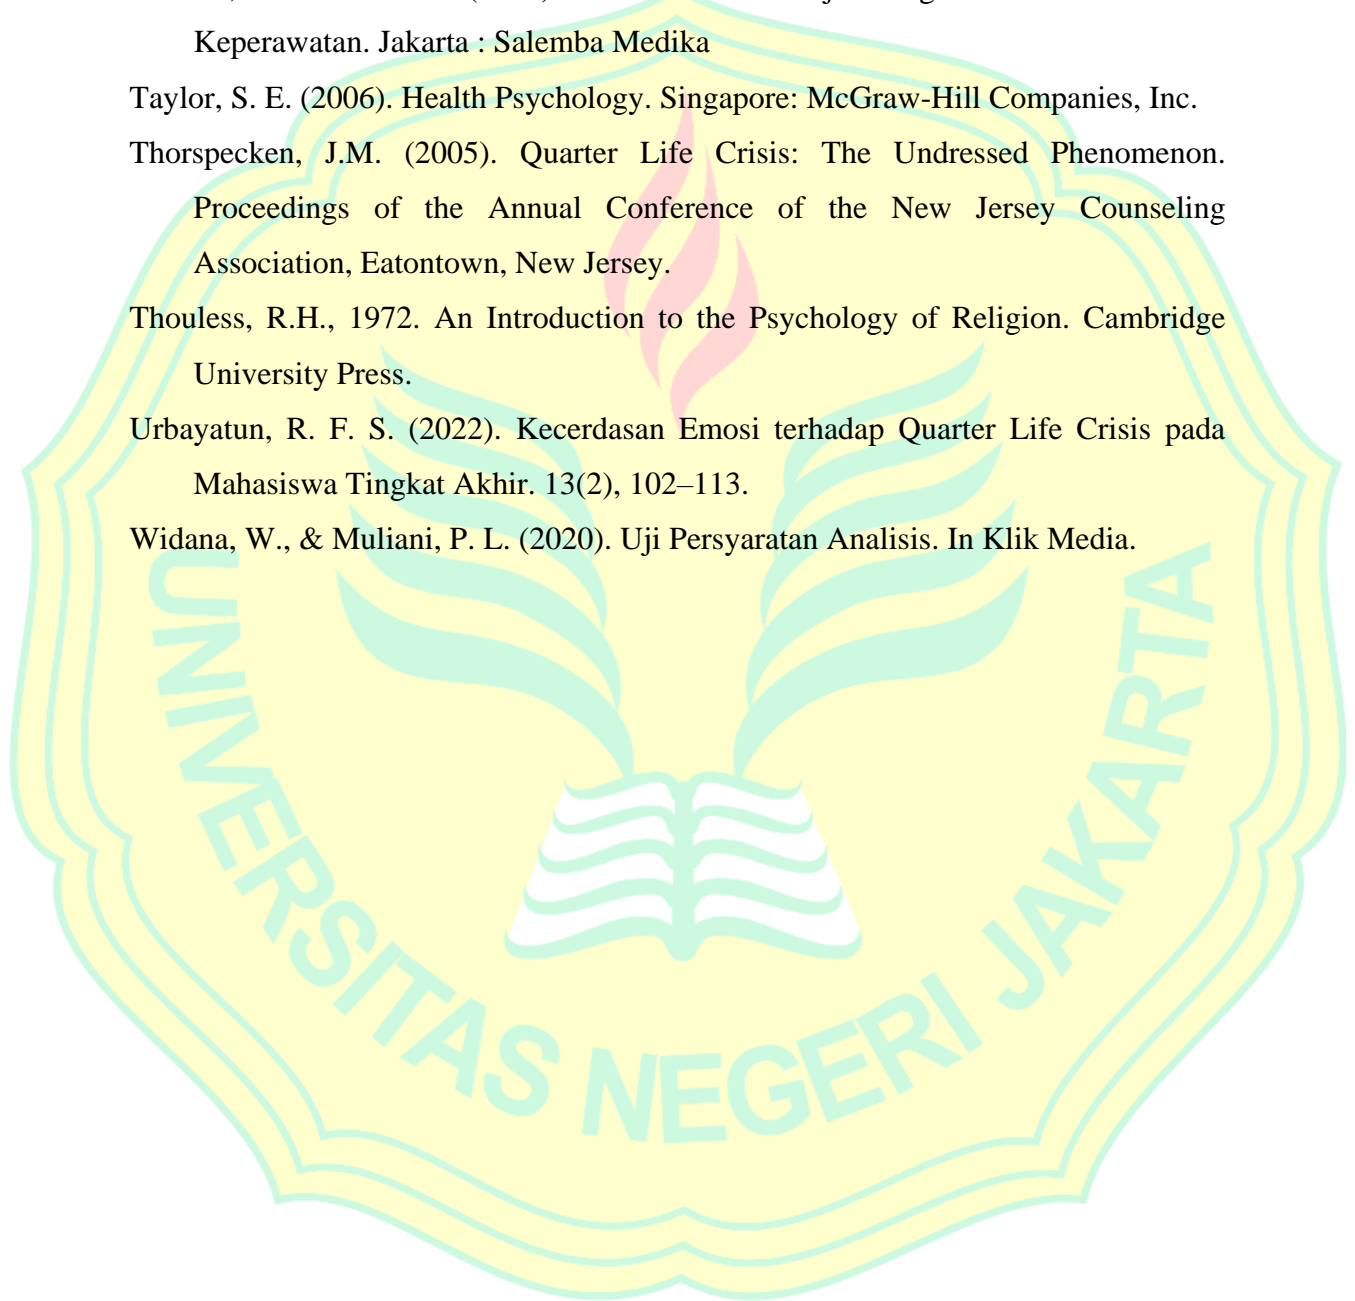 Keperawatan. Jakarta : Salemba Medika
Taylor, S. E. (2006). Health Psychology. Singapore: McGraw-Hill Companies, Inc.
Thorspecken, J.M. (2005). Quarter Life Crisis: The Undressed Phenomenon.
Proceedings of the Annual Conference of the New Jersey Counseling
Association, Eatontown, New Jersey.
Thouless, R.H., 1972. An Introduction to the Psychology of Religion. Cambridge
University Press.
Urbayatun, R. F. S. (2022). Kecerdasan Emosi terhadap Quarter Life Crisis pada
Mahasiswa Tingkat Akhir. 13(2), 102–113.
Widana, W., & Muliani, P. L. (2020). Uji Persyaratan Analisis. In Klik Media.
UNIVERSITAS NEGERI JAKARTA